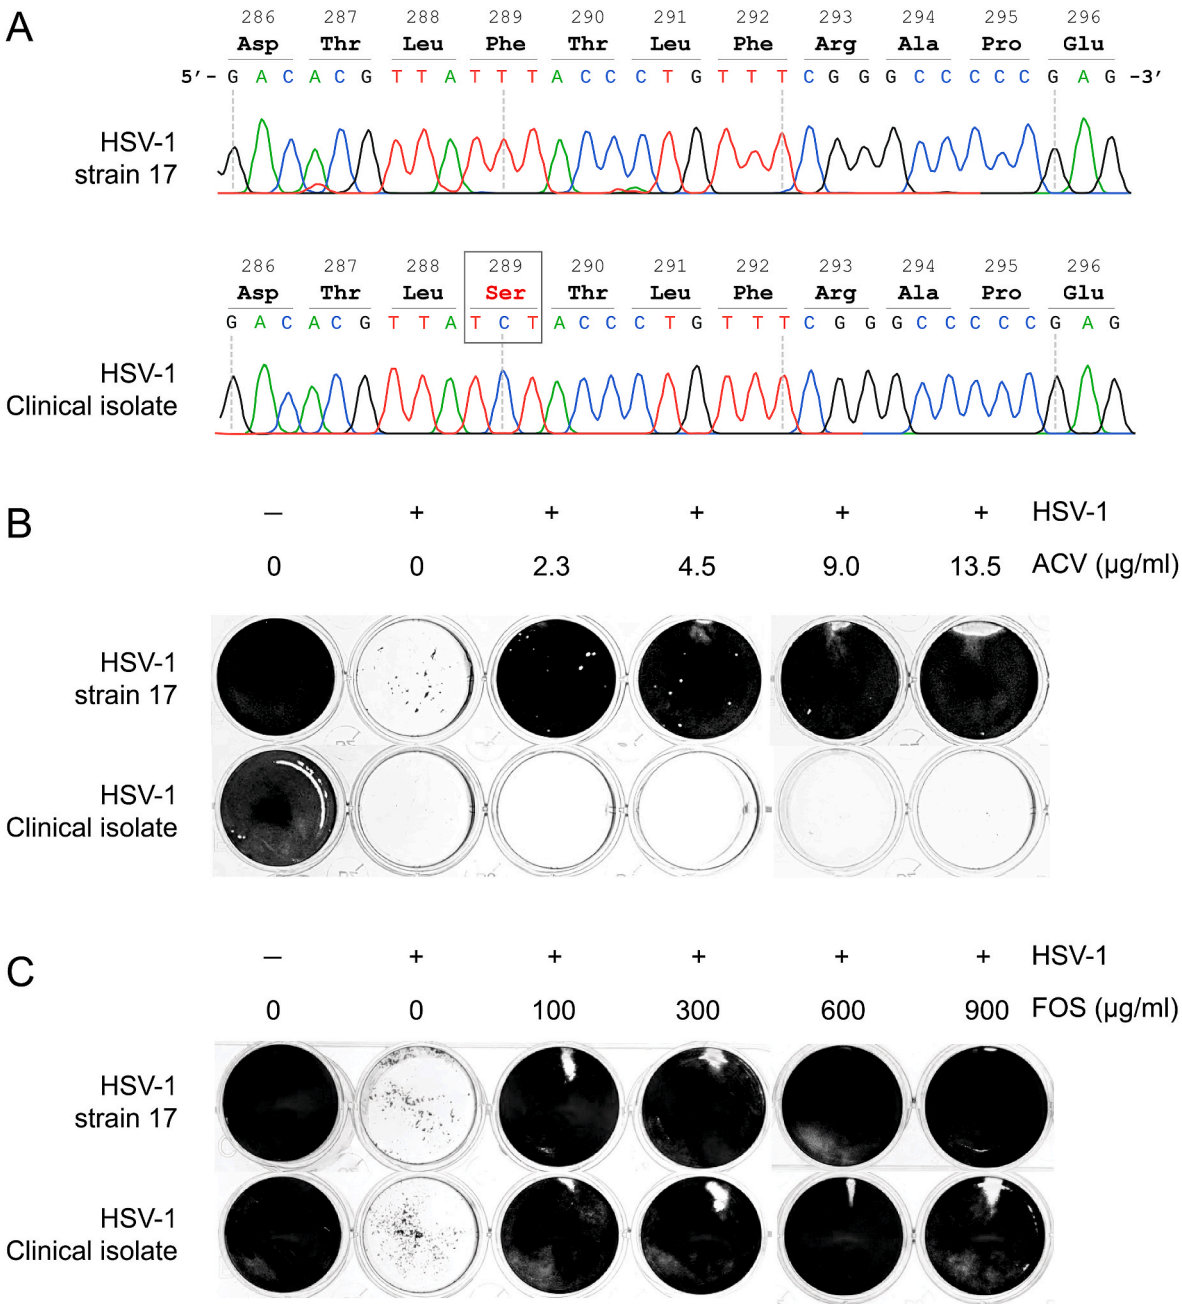 A
286 287 288 289 290 291 292 293 294 295 296
Asp Thr Leu Phe Thr Leu Phe Arg Ala Pro Glu
5′- G A C A C G T T A T T T A C C C T G T T T C G G G C C C C C G A G -3′
HSV-1
strain 17
286 287 288 289 290 291 292 293 294 295 296
Asp Thr Leu Ser Thr Leu Phe Arg Ala Pro Glu
G A C A C G T T A T C T A C C C T G T T T C G G G C C C C C G A G
HSV-1
Clinical isolate
B
– + + + + + HSV-1
0 0 2.3 4.5 9.0 13.5 ACV (µg/ml)
HSV-1
strain 17
HSV-1
Clinical isolate
C
– + + + + + HSV-1
0 0 100 300 600 900 FOS (µg/ml)
HSV-1
strain 17
HSV-1
Clinical isolate